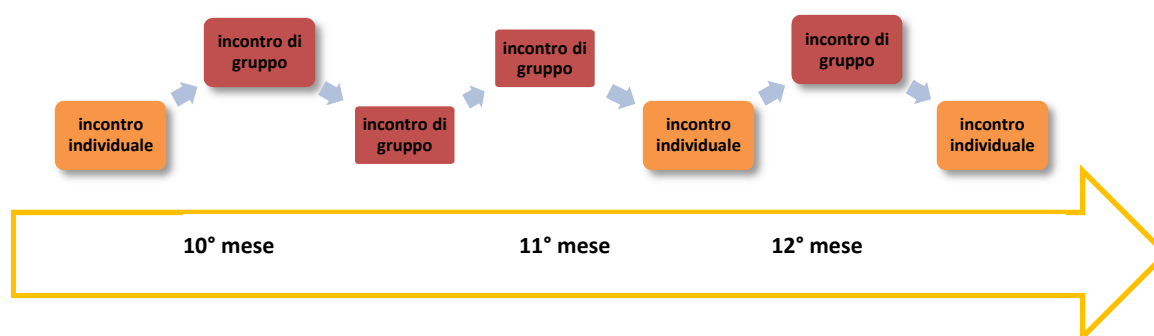 incontro
individuale
incontro di
gruppo
incontro di
gruppo
incontro di
gruppo
incontro
individuale
incontro di
gruppo
incontro
individuale
10° mese
11° mese
12° mese